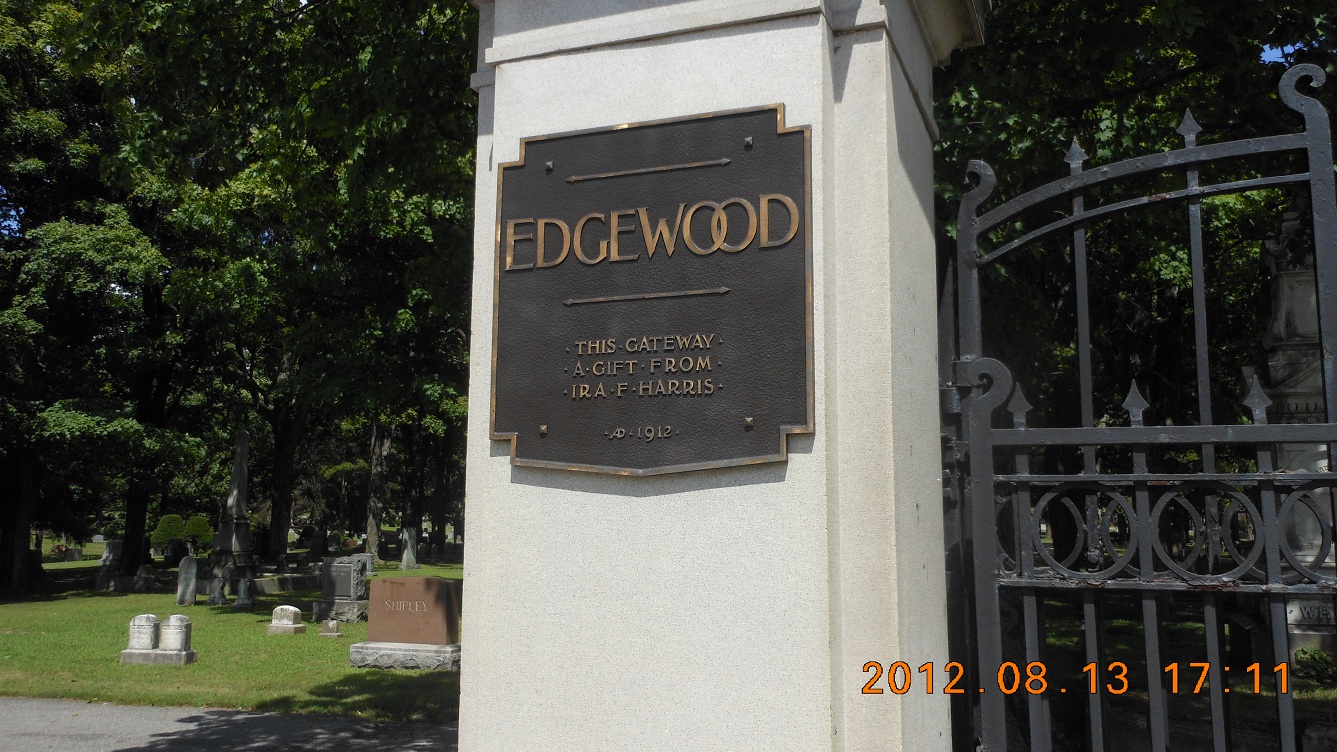 EDGEWOOD
· THIS · GATEWAY ·
· A · GIFT · FROM ·
· IRA · F · HARRIS ·
· AD · 1912 ·
SHIPLEY
2012.08.13 17:11